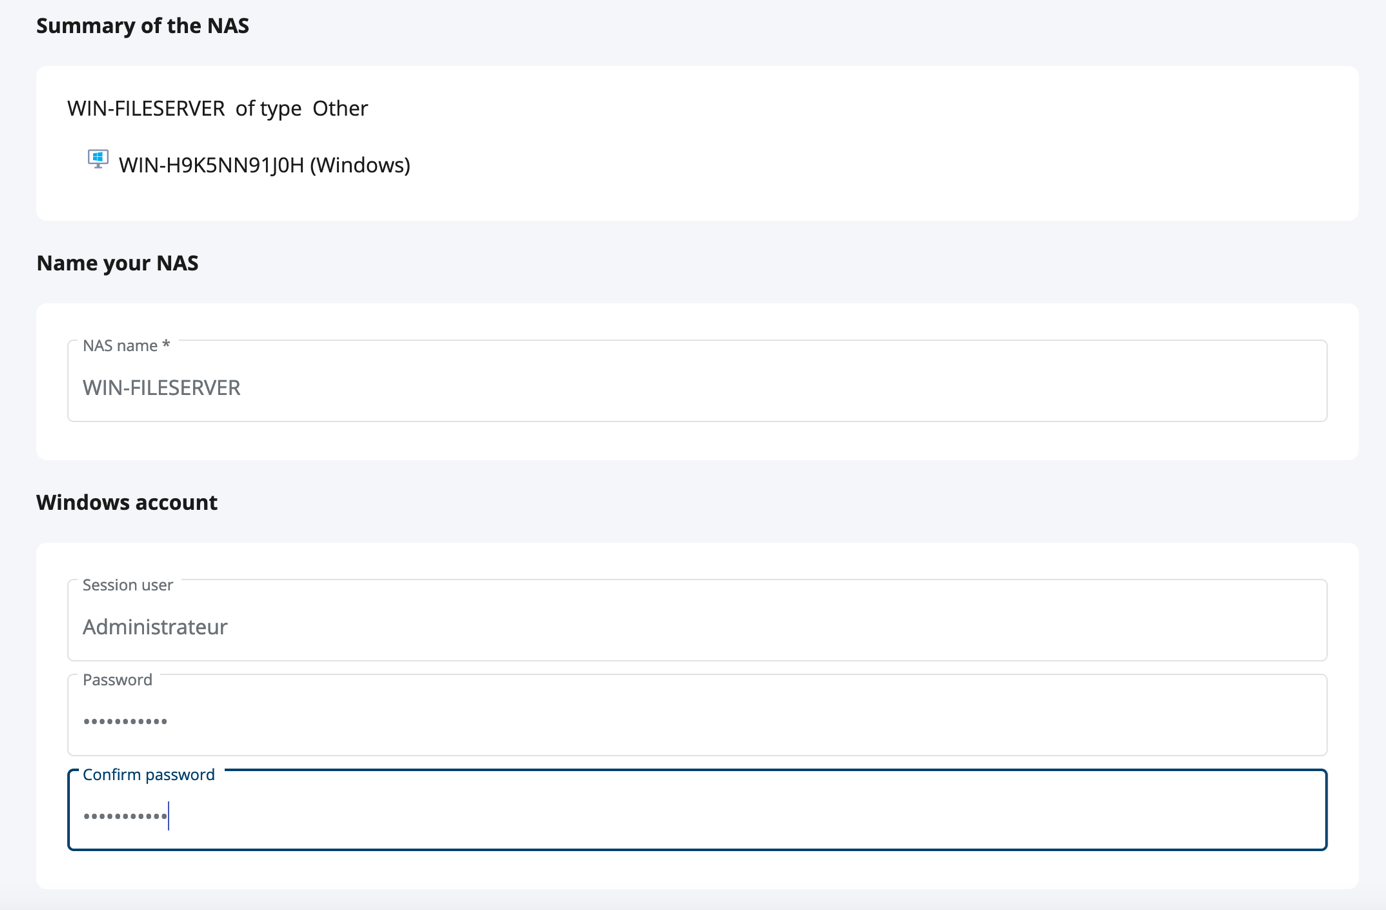 Summary of the NAS
WIN-FILESERVER of type Other
WIN-H9K5NN91J0H (Windows)
Name your NAS
NAS name *
WIN-FILESERVER
Windows account
Session user
Administrateur
Password
•••••••••••
Confirm password
•••••••••••